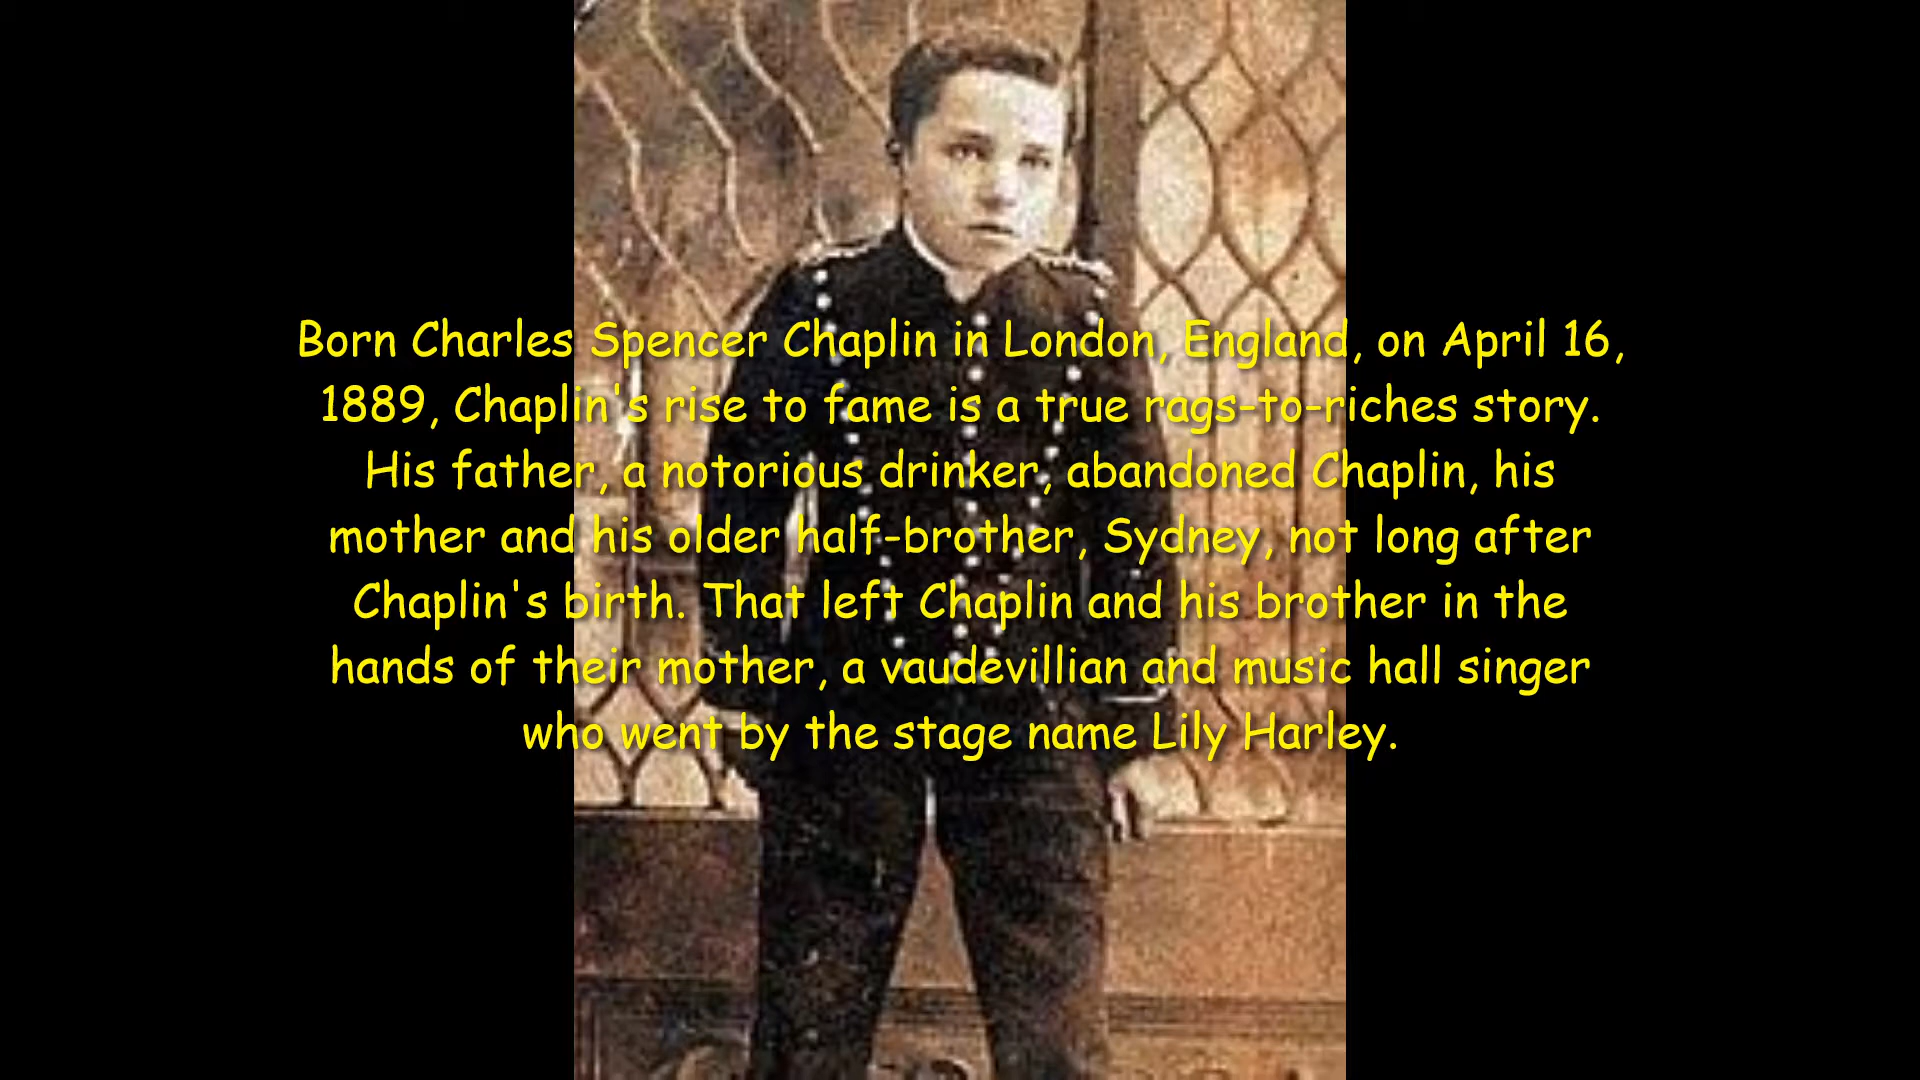 Born Charles Spencer Chaplin in London, England, on April 16,
1889, Chaplin's rise to fame is a true rags-to-riches story.
His father, a notorious drinker, abandoned Chaplin, his
mother and his older half-brother, Sydney, not long after
Chaplin's birth. That left Chaplin and his brother in the
hands of their mother, a vaudevillian and music hall singer
who went by the stage name Lily Harley.